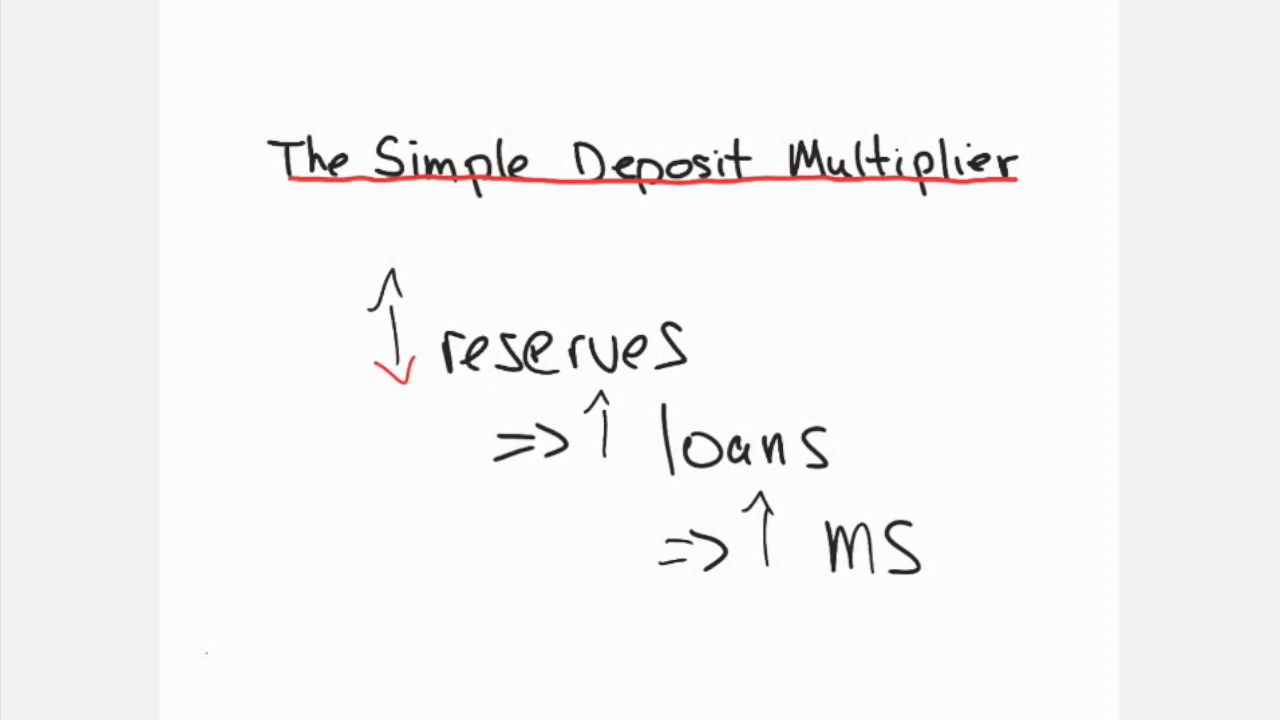 The Simple Deposit Multiplier
↕ reserves
=> ↑ loans
=> ↑ MS